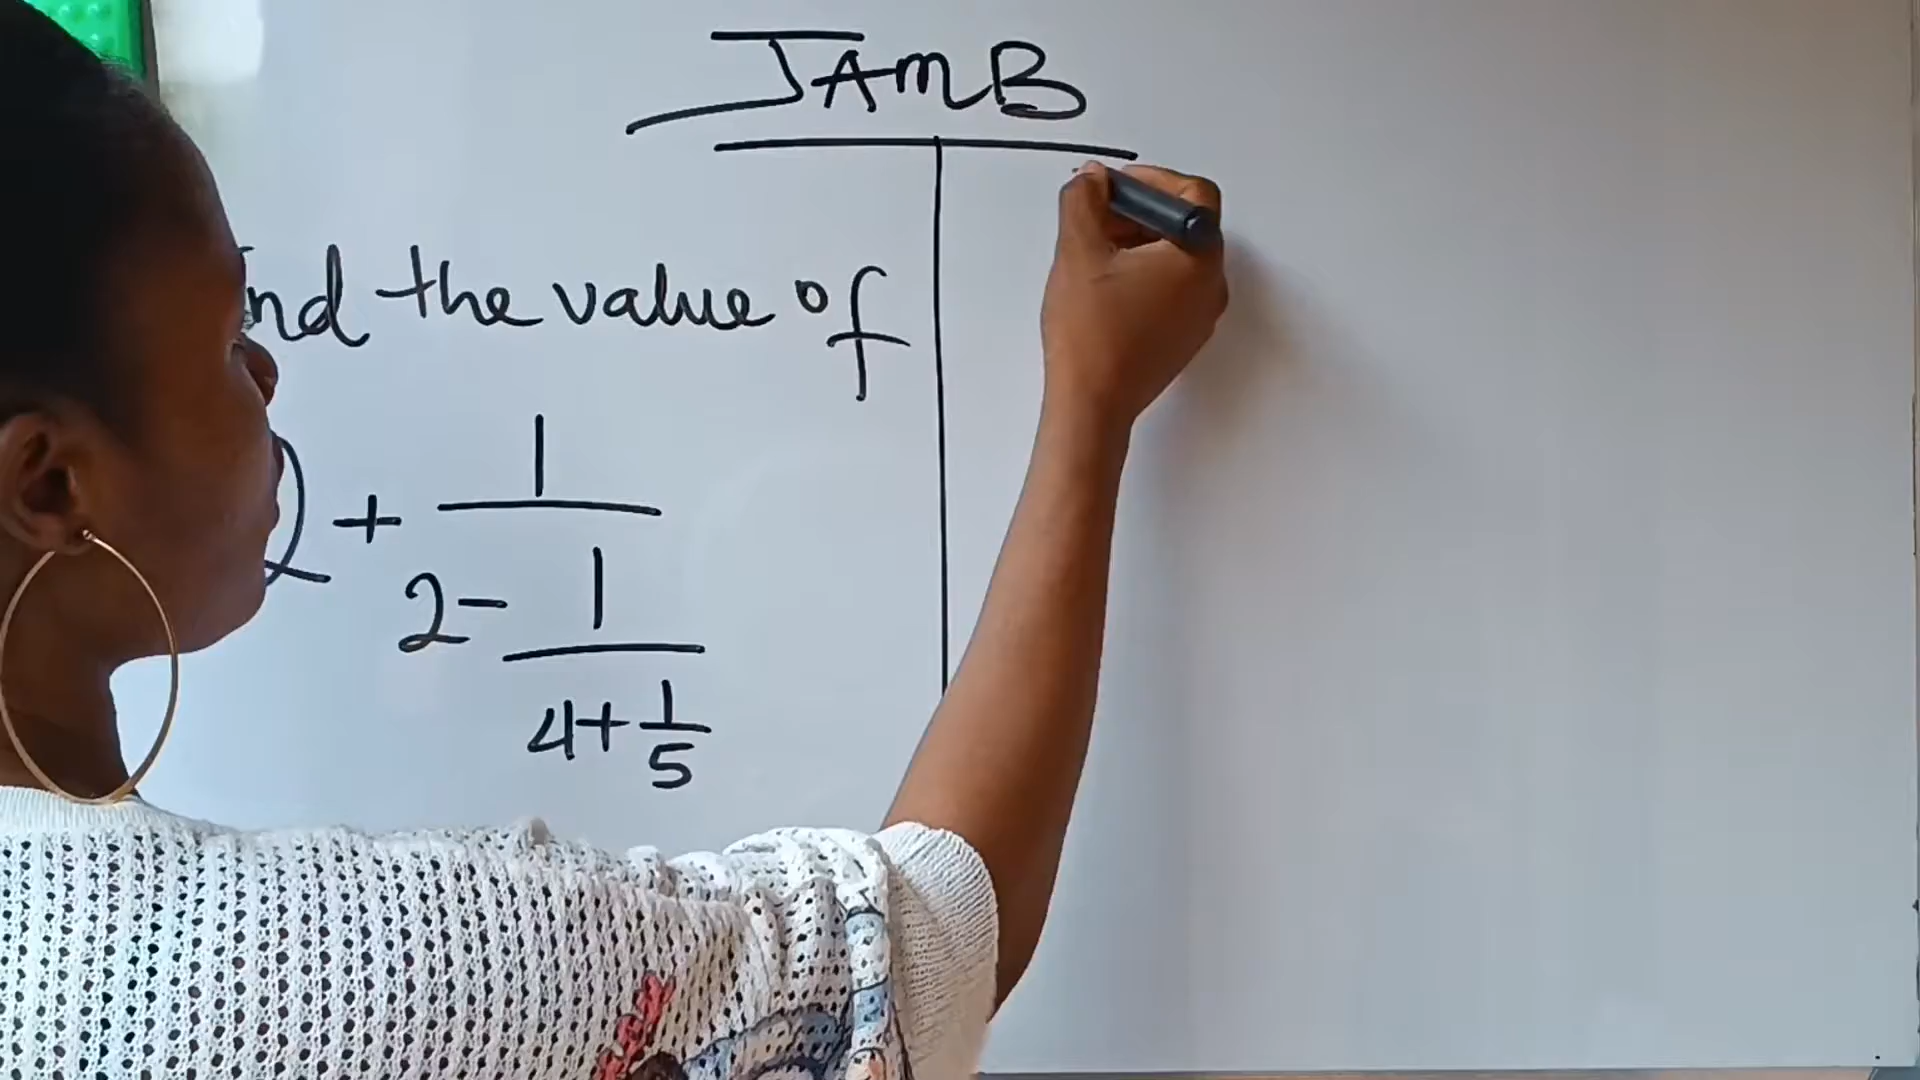 JAMB
nd the value of
2 + 1
2 - 1
4 + 1
5